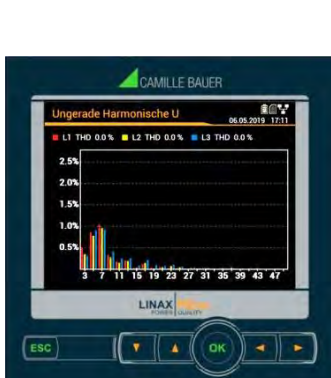 CAMILLE BAUER
Ungerade Harmonische U
06.05.2019 17:11
L1 THD 0.0 % L2 THD 0.0 % L3 THD 0.0 %
2.5%
2.0%
1.5%
1.0%
0.5%
3 7 11 15 19 23 27 31 35 39 43 47
LINAX
POWER QUALITY
ESC
OK